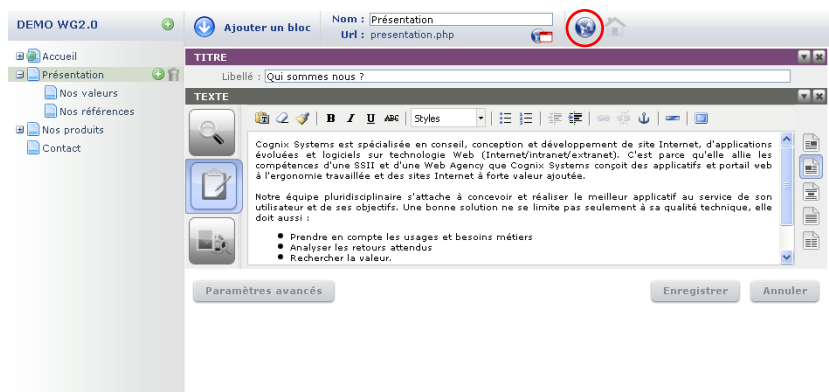 DEMO WG2.0
Ajouter un bloc
Nom : Présentation
Url : presentation.php
Accueil
Présentation
Nos valeurs
Nos références
Nos produits
Contact
TITRE
Libellé : Qui sommes nous ?
TEXTE
B I U ABC Styles
Cognix Systems est spécialisée en conseil, conception et développement de site Internet, d'applications
évoluées et logiciels sur technologie Web (Internet/intranet/extranet). C'est parce qu'elle allie les
compétences d'une SSII et d'une Web Agency que Cognix Systems conçoit des applicatifs et portail web
à l'ergonomie travaillée et des sites Internet à forte valeur ajoutée.
Notre équipe pluridisciplinaire s'attache à concevoir et réaliser le meilleur applicatif au service de son
utilisateur et de ses objectifs. Une bonne solution ne se limite pas seulement à sa qualité technique, elle
doit aussi :
Prendre en compte les usages et besoins métiers
Analyser les retours attendus
Rechercher la valeur.
Paramètres avancés
Enregistrer
Annuler